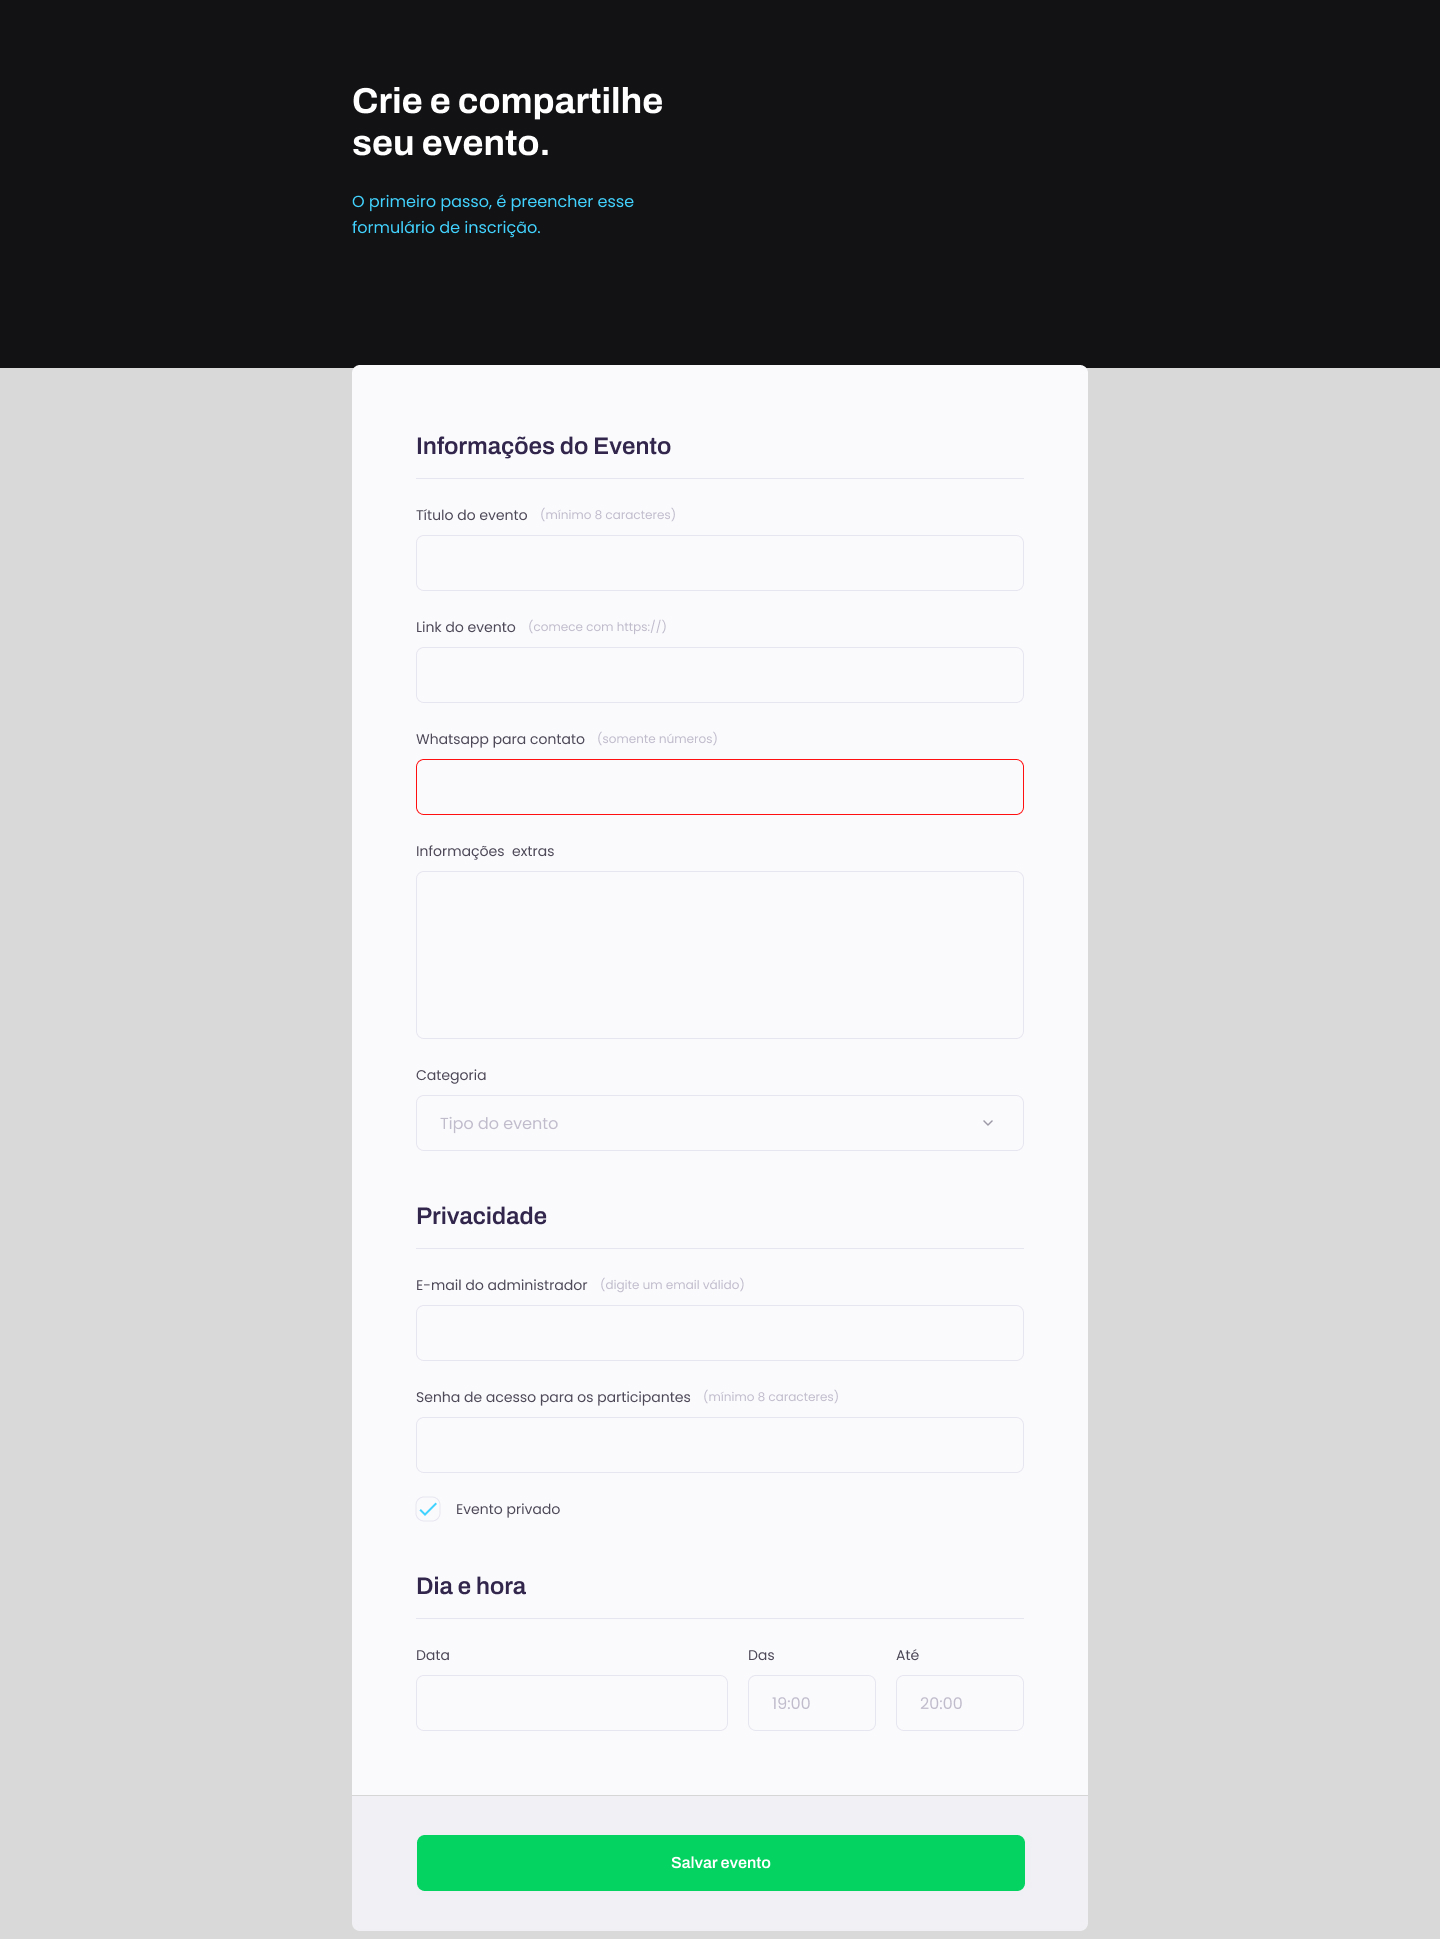 Crie e compartilhe
seu evento.
O primeiro passo, é preencher esse
formulário de inscrição.
Informações do Evento
Título do evento (mínimo 8 caracteres)
Link do evento (comece com https://)
Whatsapp para contato (somente números)
Informações  extras
Categoria
Tipo do evento
Privacidade
E-mail do administrador (digite um email válido)
Senha de acesso para os participantes (mínimo 8 caracteres)
Evento privado
Dia e hora
Data Das Até
19:00 20:00
Salvar evento